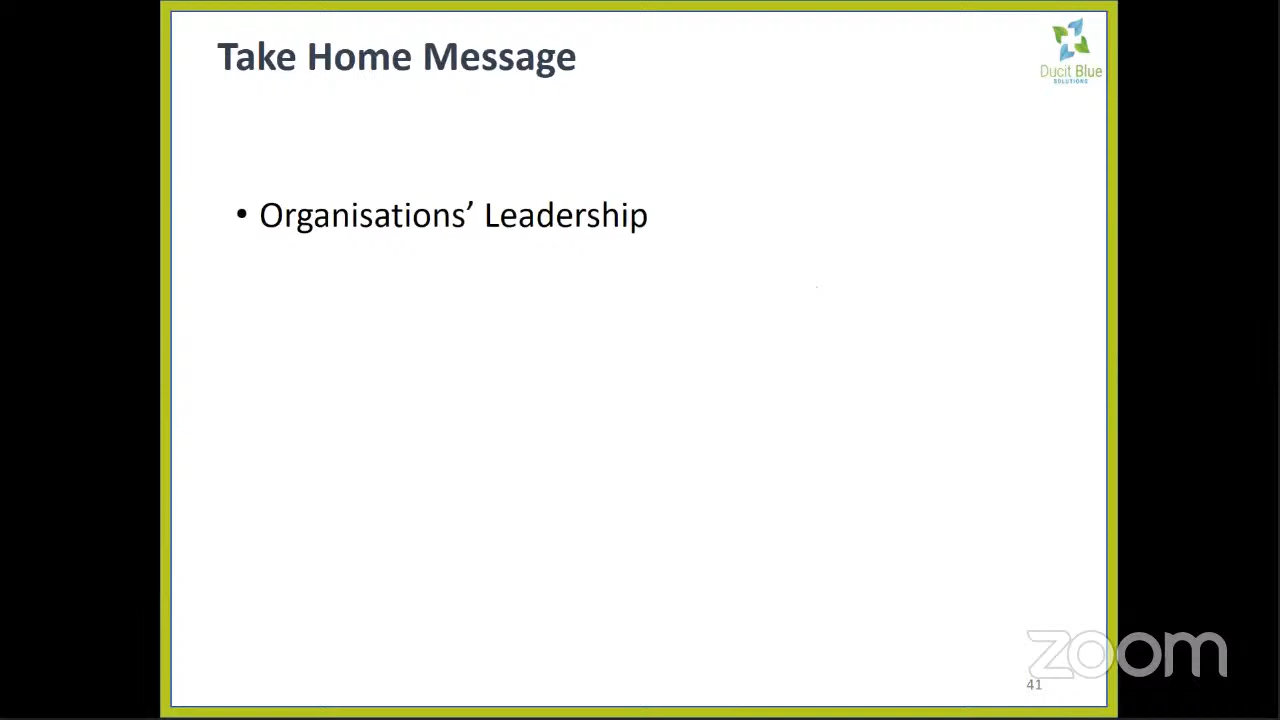 Take Home Message
Ducit Blue
SOLUTIONS
• Organisations’ Leadership
zoom
41